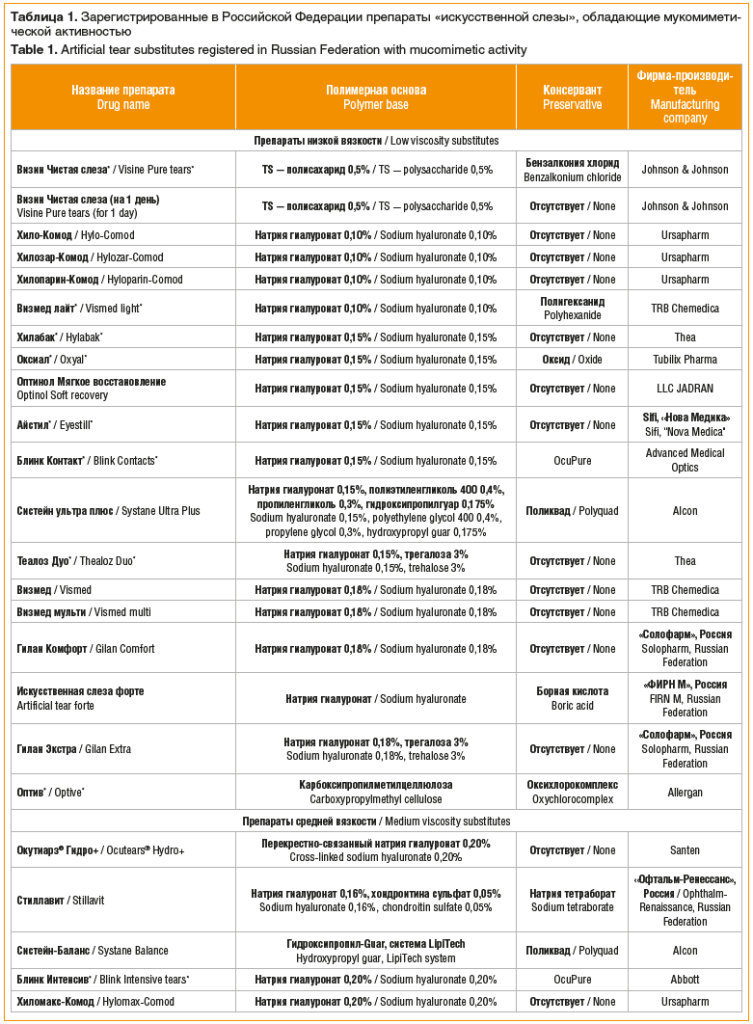 Таблица 1. Зарегистрированные в Российской Федерации препараты «искусственной слезы», обладающие мукомимети-
ческой активностью
Table 1. Artificial tear substitutes registered in Russian Federation with mucomimetic activity
Название препарата
Drug name
Полимерная основа
Polymer base
Консервант
Preservative
Фирма-производи-
тель
Manufacturing
company
Препараты низкой вязкости / Low viscosity substitutes
Визин Чистая слеза* / Visine Pure tears*
TS — полисахарид 0,5% / TS — polysaccharide 0,5%
Бензалкония хлорид
Benzalkonium chloride
Johnson & Johnson
Визин Чистая слеза (на 1 день)
Visine Pure tears (for 1 day)
TS — полисахарид 0,5% / TS — polysaccharide 0,5%
Отсутствует / None
Johnson & Johnson
Хило-Комод / Hylo-Comod
Натрия гиалуронат 0,10% / Sodium hyaluronate 0,10%
Отсутствует / None
Ursapharm
Хилозар-Комод / Hylozar-Comod
Натрия гиалуронат 0,10% / Sodium hyaluronate 0,10%
Отсутствует / None
Ursapharm
Хилопарин-Комод / Hyloparin-Comod
Натрия гиалуронат 0,10% / Sodium hyaluronate 0,10%
Отсутствует / None
Ursapharm
Визмед лайт* / Vismed light*
Натрия гиалуронат 0,10% / Sodium hyaluronate 0,10%
Полигексанид
Polyhexanide
TRB Chemedica
Хилабак* / Hylabak*
Натрия гиалуронат 0,15% / Sodium hyaluronate 0,15%
Отсутствует / None
Thea
Оксиал* / Oxyal*
Натрия гиалуронат 0,15% / Sodium hyaluronate 0,15%
Оксид / Oxide
Tubilix Pharma
Оптинол Мягкое восстановление
Optinol Soft recovery
Натрия гиалуронат 0,15% / Sodium hyaluronate 0,15%
Отсутствует / None
LLC JADRAN
Айстил* / Eyestill*
Натрия гиалуронат 0,15% / Sodium hyaluronate 0,15%
Отсутствует / None
Sifi, «Нова Медика»
Sifi, "Nova Medica"
Блинк Контакт* / Blink Contacts*
Натрия гиалуронат 0,15% / Sodium hyaluronate 0,15%
OcuPure
Advanced Medical
Optics
Систейн ультра плюс / Systane Ultra Plus
Натрия гиалуронат 0,15%, полиэтиленгликоль 400 0,4%,
пропиленгликоль 0,3%, гидроксипропилгуар 0,175%
Sodium hyaluronate 0,15%, polyethylene glycol 400 0,4%,
propylene glycol 0,3%, hydroxypropyl guar 0,175%
Поликвад / Polyquad
Alcon
Теалоз Дуо* / Thealoz Duo*
Натрия гиалуронат 0,15%, трегалоза 3%
Sodium hyaluronate 0,15%, trehalose 3%
Отсутствует / None
Thea
Визмед / Vismed
Натрия гиалуронат 0,18% / Sodium hyaluronate 0,18%
Отсутствует / None
TRB Chemedica
Визмед мульти / Vismed multi
Натрия гиалуронат 0,18% / Sodium hyaluronate 0,18%
Отсутствует / None
TRB Chemedica
Гилан Комфорт / Gilan Comfort
Натрия гиалуронат 0,18% / Sodium hyaluronate 0,18%
Отсутствует / None
«Солофарм», Россия
Solopharm, Russian
Federation
Искусственная слеза форте
Artificial tear forte
Натрия гиалуронат / Sodium hyaluronate
Борная кислота
Boric acid
«ФИРН М», Россия
FIRN M, Russian
Federation
Гилан Экстра / Gilan Extra
Натрия гиалуронат 0,18%, трегалоза 3%
Sodium hyaluronate 0,18%, trehalose 3%
Отсутствует / None
«Солофарм», Россия
Solopharm, Russian
Federation
Оптив* / Optive*
Карбоксипропилметилцеллюлоза
Carboxypropylmethyl cellulose
Оксихлорокомплекс
Oxychlorocomplex
Allergan
Препараты средней вязкости / Medium viscosity substitutes
Окутиарз® Гидро+ / Ocutears® Hydro+
Перекрестно-связанный натрия гиалуронат 0,20%
Cross-linked sodium hyaluronate 0,20%
Отсутствует / None
Santen
Стиллавит / Stillavit
Натрия гиалуронат 0,16%, хондроитина сульфат 0,05%
Sodium hyaluronate 0,16%, chondroitin sulfate 0,05%
Натрия тетраборат
Sodium tetraborate
«Офтальм-Ренессанс»,
Россия / Ophthalm-
Renaissance, Russian
Federation
Систейн-Баланс / Systane Balance
Гидроксипропил-Guar, система LipiTech
Hydroxypropyl guar, LipiTech system
Поликвад / Polyquad
Alcon
Блинк Интенсив* / Blink Intensive tears*
Натрия гиалуронат 0,20% / Sodium hyaluronate 0,20%
OcuPure
Abbott
Хиломакс-Комод / Hylomax-Comod
Натрия гиалуронат 0,20% / Sodium hyaluronate 0,20%
Отсутствует / None
Ursapharm